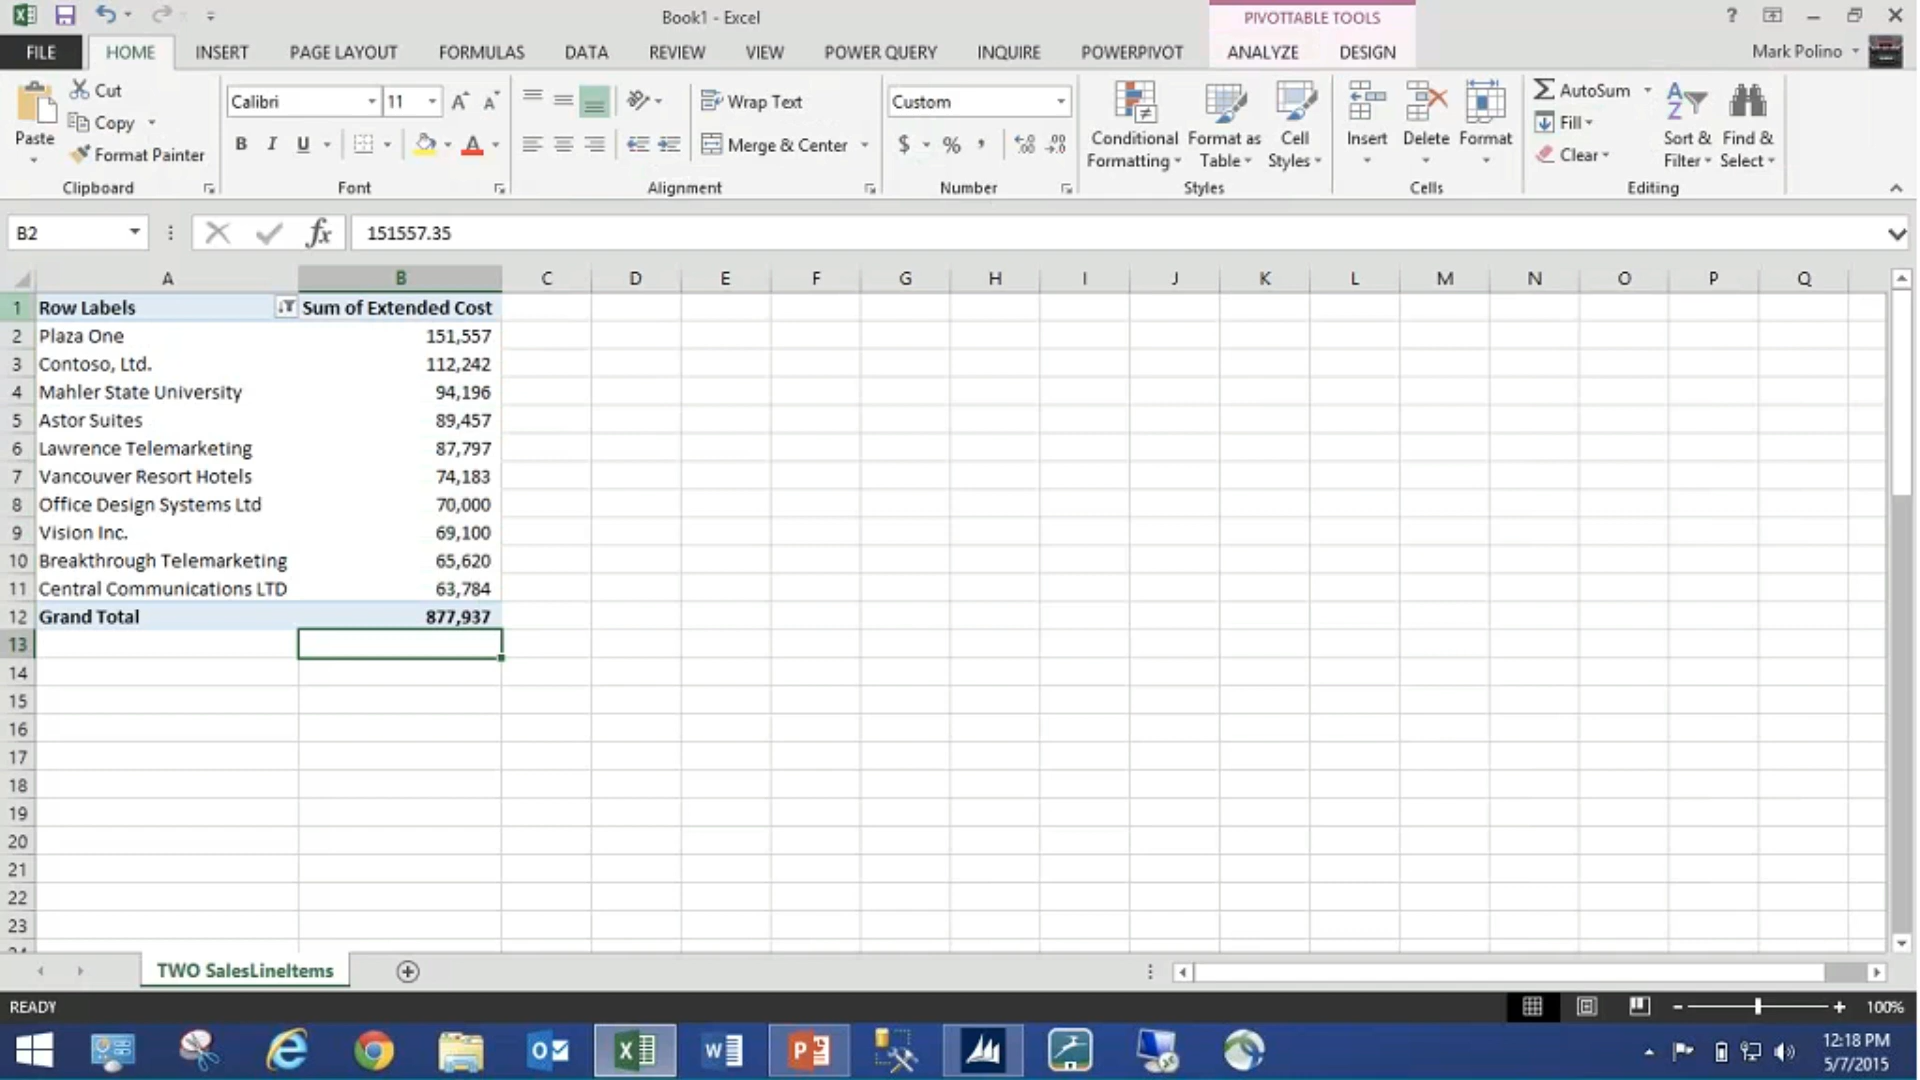 Book1 - Excel
PIVOTTABLE TOOLS
?
FILE HOME INSERT PAGE LAYOUT FORMULAS DATA REVIEW VIEW POWER QUERY INQUIRE POWERPIVOT ANALYZE DESIGN Mark Polino
Paste
Cut
Copy
Format Painter
Clipboard
Calibri 11
B I U A
Font
Wrap Text
Merge & Center
Alignment
Custom
$ % ,
Number
Conditional Formatting
Format as Table
Cell Styles
Styles
Insert
Delete
Format
Cells
AutoSum
Fill
Clear
Sort & Filter
Find & Select
Editing
B2 fx 151557.35
A B C D E F G H I J K L M N O P Q
1 Row Labels Sum of Extended Cost
2 Plaza One 151,557
3 Contoso, Ltd. 112,242
4 Mahler State University 94,196
5 Astor Suites 89,457
6 Lawrence Telemarketing 87,797
7 Vancouver Resort Hotels 74,183
8 Office Design Systems Ltd 70,000
9 Vision Inc. 69,100
10 Breakthrough Telemarketing 65,620
11 Central Communications LTD 63,784
12 Grand Total 877,937
13
14
15
16
17
18
19
20
21
22
23
TWO SalesLineItems
READY 100%
12:18 PM
5/7/2015